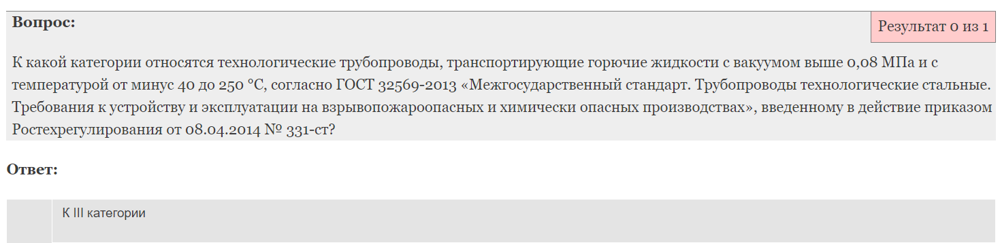 Вопрос:
Результат 0 из 1
К какой категории относятся технологические трубопроводы, транспортирующие горючие жидкости с вакуумом выше 0,08 МПа и с
температурой от минус 40 до 250 °С, согласно ГОСТ 32569-2013 «Межгосударственный стандарт. Трубопроводы технологические стальные.
Требования к устройству и эксплуатации на взрывопожароопасных и химически опасных производствах», введенному в действие приказом
Ростехрегулирования от 08.04.2014 № 331-ст?
Ответ:
К III категории